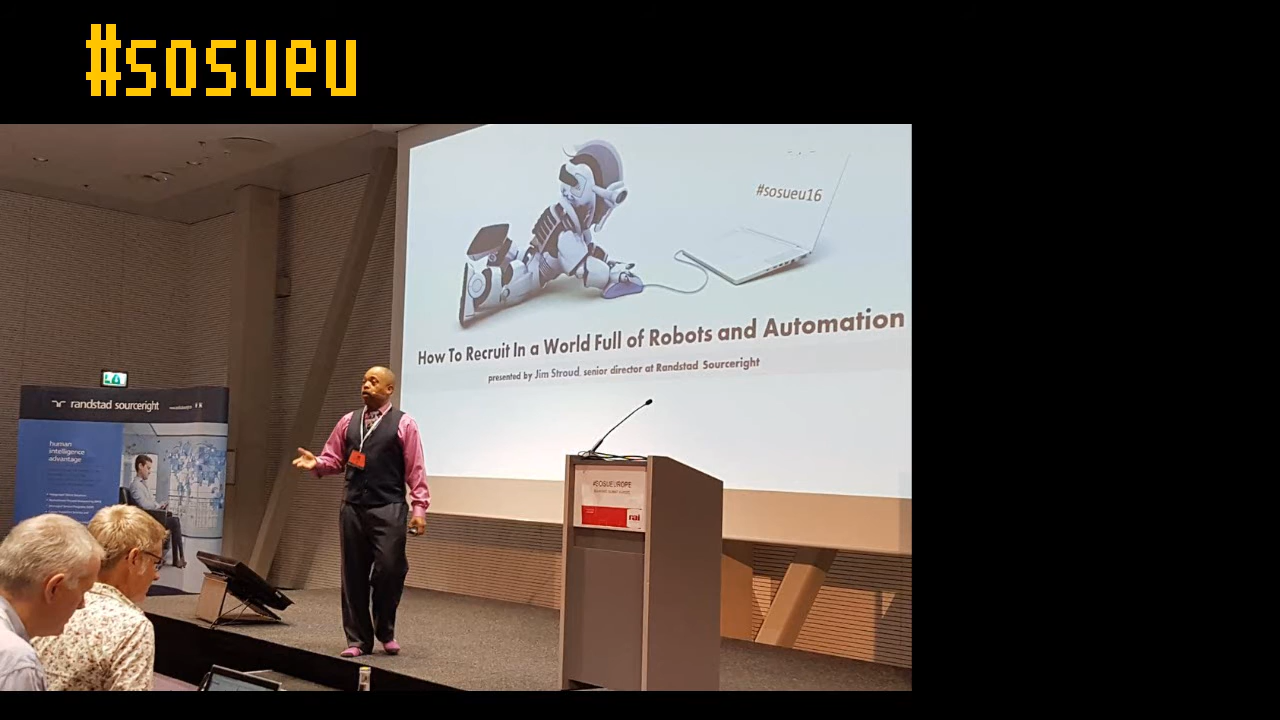 #sosueu
#sosueu16
How To Recruit In a World Full of Robots and Automation
presented by Jim Stroud, senior director at Randstad Sourceright
randstad sourceright
human
intelligence
advantage
#SOSUEUROPE
rai